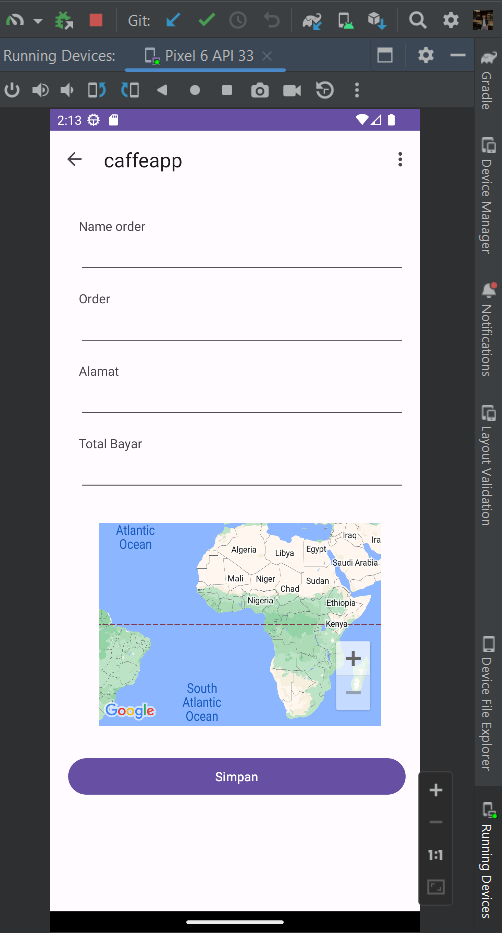 Git:
Running Devices:
Pixel 6 API 33
2:13
caffeapp
Name order
Order
Alamat
Total Bayar
Atlantic
Ocean
Algeria
Libya
Egypt
Iraq
Ira
Saudi Arabia
Mali
Niger
Chad
Sudan
Nigeria
Ethiopia
Kenya
South
Atlantic
Ocean
Google
Simpan
1:1
Gradle
Device Manager
Notifications
Layout Validation
Device File Explorer
Running Devices